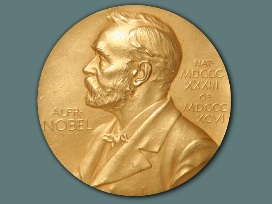 ALFR·
NOBEL
NAT·
MDCCC
XXXIII
OB·
MDCCC
XCVI